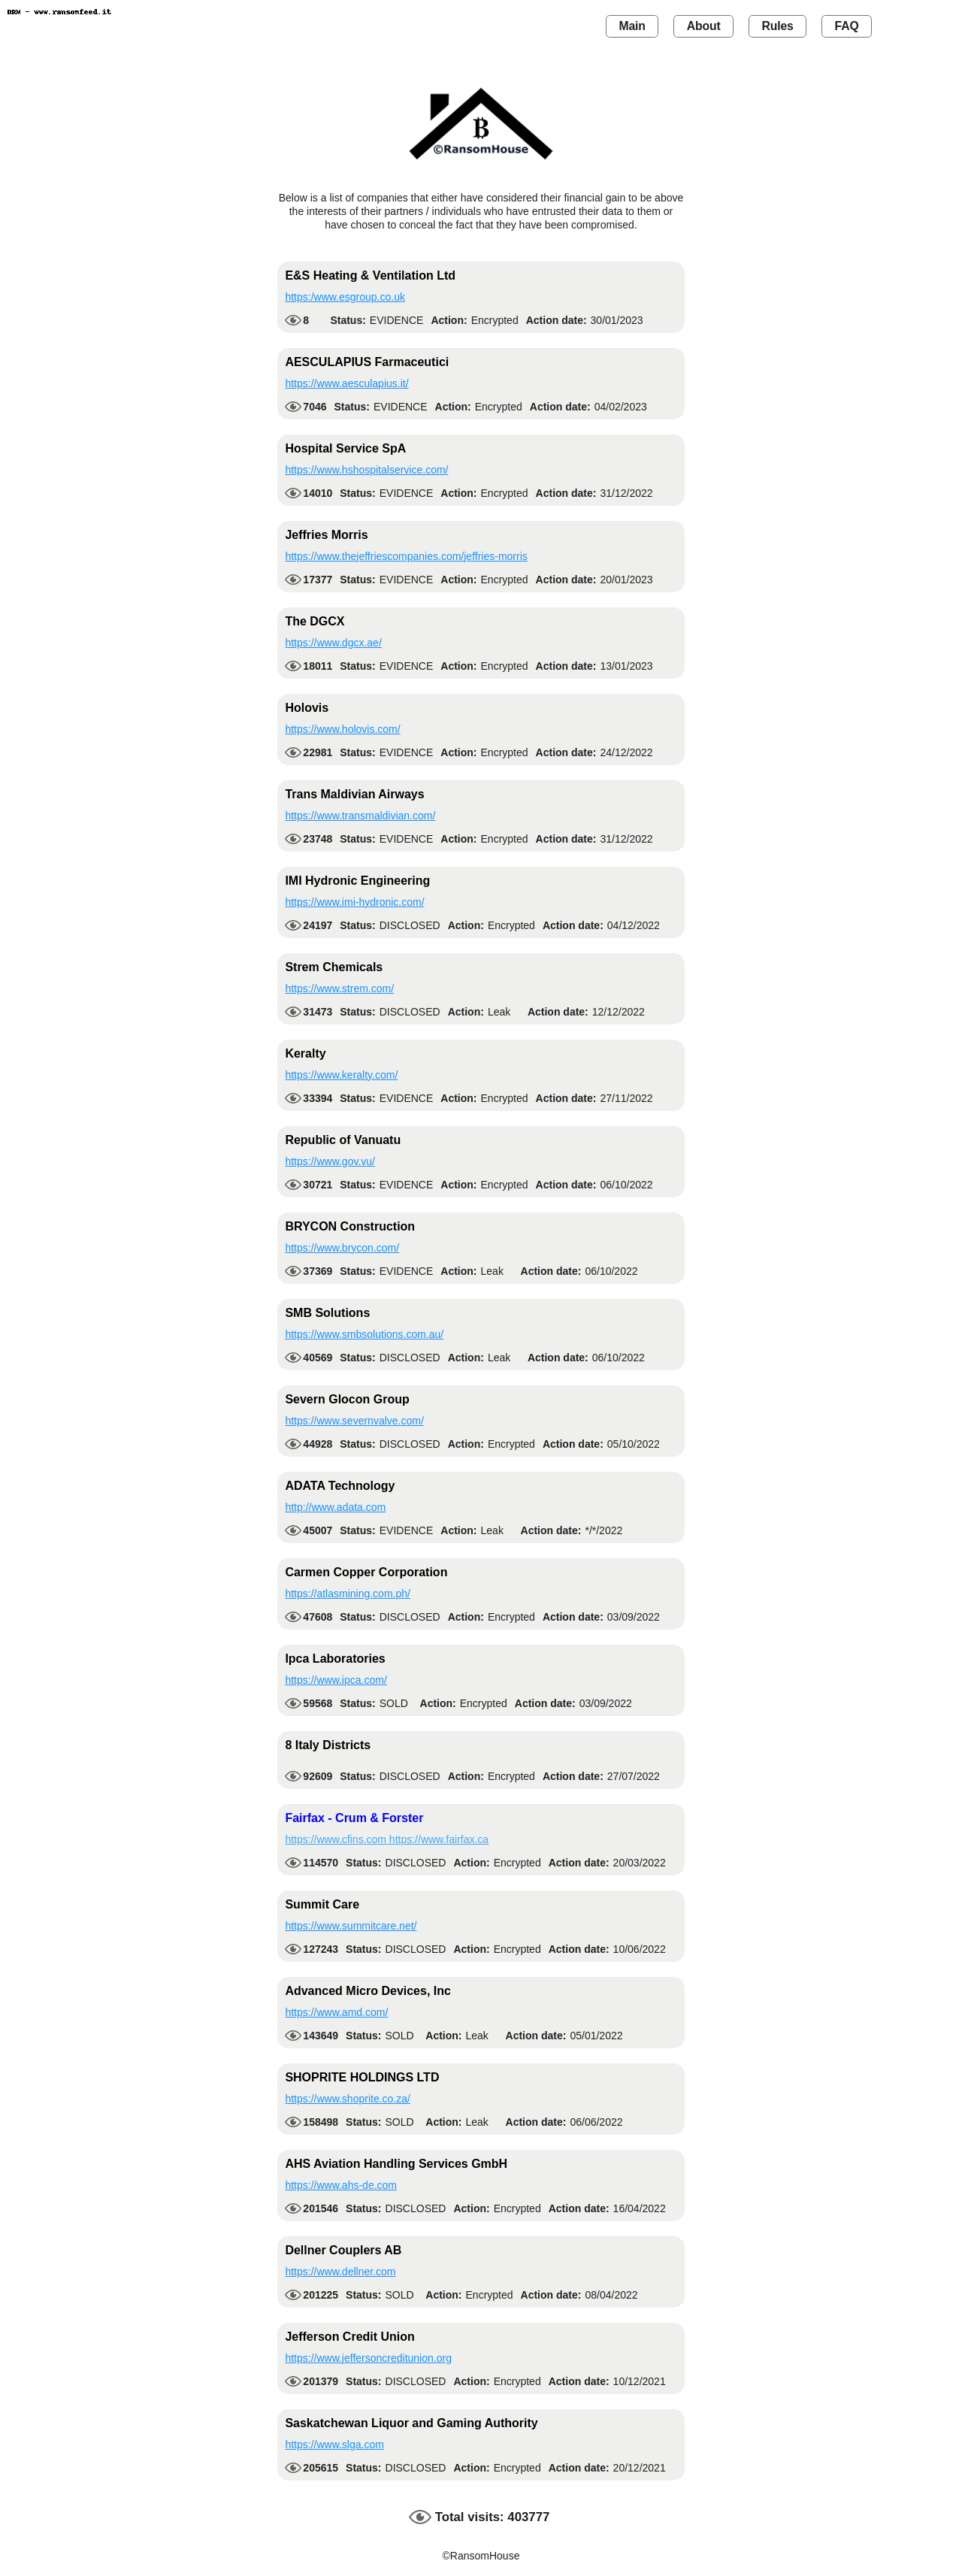 DRM - www.ransomfeed.it
Main About Rules FAQ
฿
©RansomHouse
Below is a list of companies that either have considered their financial gain to be above
the interests of their partners / individuals who have entrusted their data to them or
have chosen to conceal the fact that they have been compromised.
E&S Heating & Ventilation Ltd
https:/www.esgroup.co.uk
8 Status: EVIDENCE Action: Encrypted Action date: 30/01/2023
AESCULAPIUS Farmaceutici
https://www.aesculapius.it/
7046 Status: EVIDENCE Action: Encrypted Action date: 04/02/2023
Hospital Service SpA
https://www.hshospitalservice.com/
14010 Status: EVIDENCE Action: Encrypted Action date: 31/12/2022
Jeffries Morris
https://www.thejeffriescompanies.com/jeffries-morris
17377 Status: EVIDENCE Action: Encrypted Action date: 20/01/2023
The DGCX
https://www.dgcx.ae/
18011 Status: EVIDENCE Action: Encrypted Action date: 13/01/2023
Holovis
https://www.holovis.com/
22981 Status: EVIDENCE Action: Encrypted Action date: 24/12/2022
Trans Maldivian Airways
https://www.transmaldivian.com/
23748 Status: EVIDENCE Action: Encrypted Action date: 31/12/2022
IMI Hydronic Engineering
https://www.imi-hydronic.com/
24197 Status: DISCLOSED Action: Encrypted Action date: 04/12/2022
Strem Chemicals
https://www.strem.com/
31473 Status: DISCLOSED Action: Leak Action date: 12/12/2022
Keralty
https://www.keralty.com/
33394 Status: EVIDENCE Action: Encrypted Action date: 27/11/2022
Republic of Vanuatu
https://www.gov.vu/
30721 Status: EVIDENCE Action: Encrypted Action date: 06/10/2022
BRYCON Construction
https://www.brycon.com/
37369 Status: EVIDENCE Action: Leak Action date: 06/10/2022
SMB Solutions
https://www.smbsolutions.com.au/
40569 Status: DISCLOSED Action: Leak Action date: 06/10/2022
Severn Glocon Group
https://www.severnvalve.com/
44928 Status: DISCLOSED Action: Encrypted Action date: 05/10/2022
ADATA Technology
http://www.adata.com
45007 Status: EVIDENCE Action: Leak Action date: */*/2022
Carmen Copper Corporation
https://atlasmining.com.ph/
47608 Status: DISCLOSED Action: Encrypted Action date: 03/09/2022
Ipca Laboratories
https://www.ipca.com/
59568 Status: SOLD Action: Encrypted Action date: 03/09/2022
8 Italy Districts
92609 Status: DISCLOSED Action: Encrypted Action date: 27/07/2022
Fairfax - Crum & Forster
https://www.cfins.com https://www.fairfax.ca
114570 Status: DISCLOSED Action: Encrypted Action date: 20/03/2022
Summit Care
https://www.summitcare.net/
127243 Status: DISCLOSED Action: Encrypted Action date: 10/06/2022
Advanced Micro Devices, Inc
https://www.amd.com/
143649 Status: SOLD Action: Leak Action date: 05/01/2022
SHOPRITE HOLDINGS LTD
https://www.shoprite.co.za/
158498 Status: SOLD Action: Leak Action date: 06/06/2022
AHS Aviation Handling Services GmbH
https://www.ahs-de.com
201546 Status: DISCLOSED Action: Encrypted Action date: 16/04/2022
Dellner Couplers AB
https://www.dellner.com
201225 Status: SOLD Action: Encrypted Action date: 08/04/2022
Jefferson Credit Union
https://www.jeffersoncreditunion.org
201379 Status: DISCLOSED Action: Encrypted Action date: 10/12/2021
Saskatchewan Liquor and Gaming Authority
https://www.slga.com
205615 Status: DISCLOSED Action: Encrypted Action date: 20/12/2021
Total visits: 403777
©RansomHouse